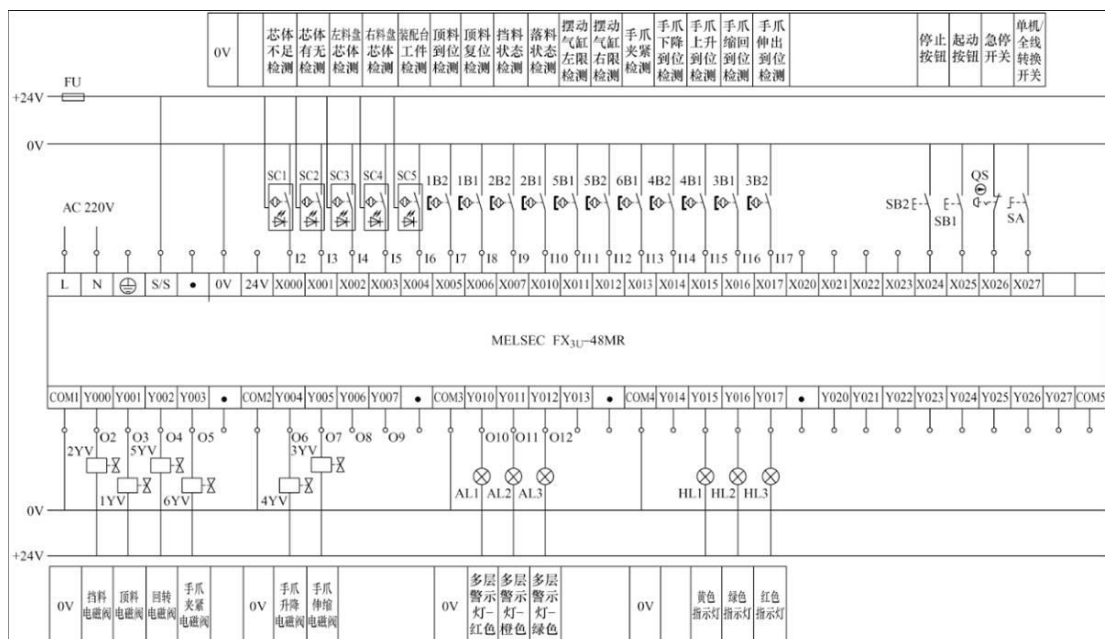 0V
芯体不足检测
芯体有无检测
左料盘芯体检测
右料盘芯体检测
装配台工件检测
顶料到位检测
顶料复位检测
挡料状态检测
落料状态检测
摆动气缸左限检测
摆动气缸右限检测
手爪夹紧检测
手爪下降到位检测
手爪上升到位检测
手爪缩回到位检测
手爪伸出到位检测
停止按钮
起动按钮
急停开关
单机/全线转换开关
FU
+24V
0V
SC1 SC2 SC3 SC4 SC5 1B2 1B1 2B2 2B1 5B1 5B2 6B1 4B2 4B1 3B1 3B2
QS
SB2 SB1 SA
AC 220V
I2 I3 I4 I5 I6 I7 I8 I9 I10 I11 I12 I13 I14 I15 I16 I17
L N S/S • 0V 24V X000 X001 X002 X003 X004 X005 X006 X007 X010 X011 X012 X013 X014 X015 X016 X017 X020 X021 X022 X023 X024 X025 X026 X027
MELSEC FX3U-48MR
COM1 Y000 Y001 Y002 Y003 • COM2 Y004 Y005 Y006 Y007 • COM3 Y010 Y011 Y012 Y013 • COM4 Y014 Y015 Y016 Y017 • Y020 Y021 Y022 Y023 Y024 Y025 Y026 Y027 COM5
O2 O3 O4 O5 O6 O7 O8 O9 O10 O11 O12
2YV 5YV 3YV
1YV 6YV 4YV
AL1 AL2 AL3 HL1 HL2 HL3
0V
+24V
0V
挡料电磁阀
顶料电磁阀
回转电磁阀
手爪夹紧电磁阀
0V
手爪升降电磁阀
手爪伸缩电磁阀
0V
多层警示灯-红色
多层警示灯-橙色
多层警示灯-绿色
0V
黄色指示灯
绿色指示灯
红色指示灯